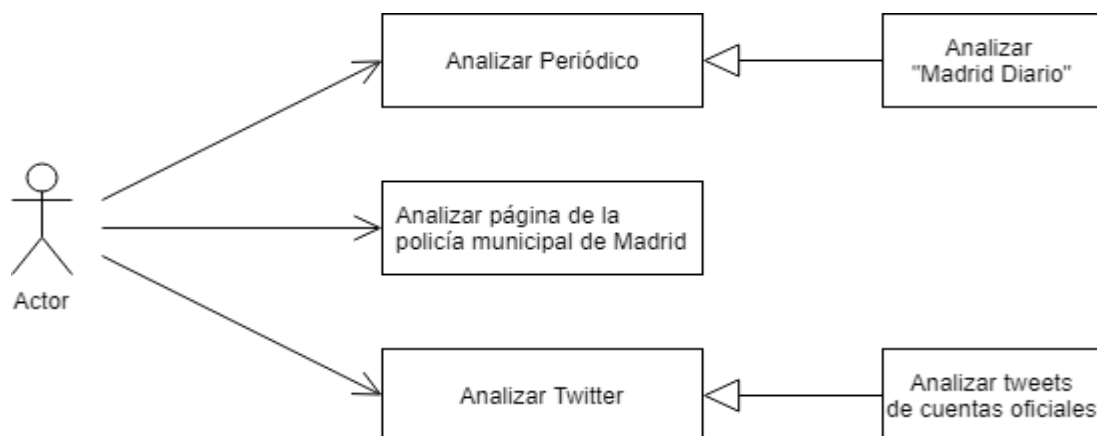 Analizar Periódico
Analizar
"Madrid Diario"
Analizar página de la
policía municipal de Madrid
Actor
Analizar Twitter
Analizar tweets
de cuentas oficiales